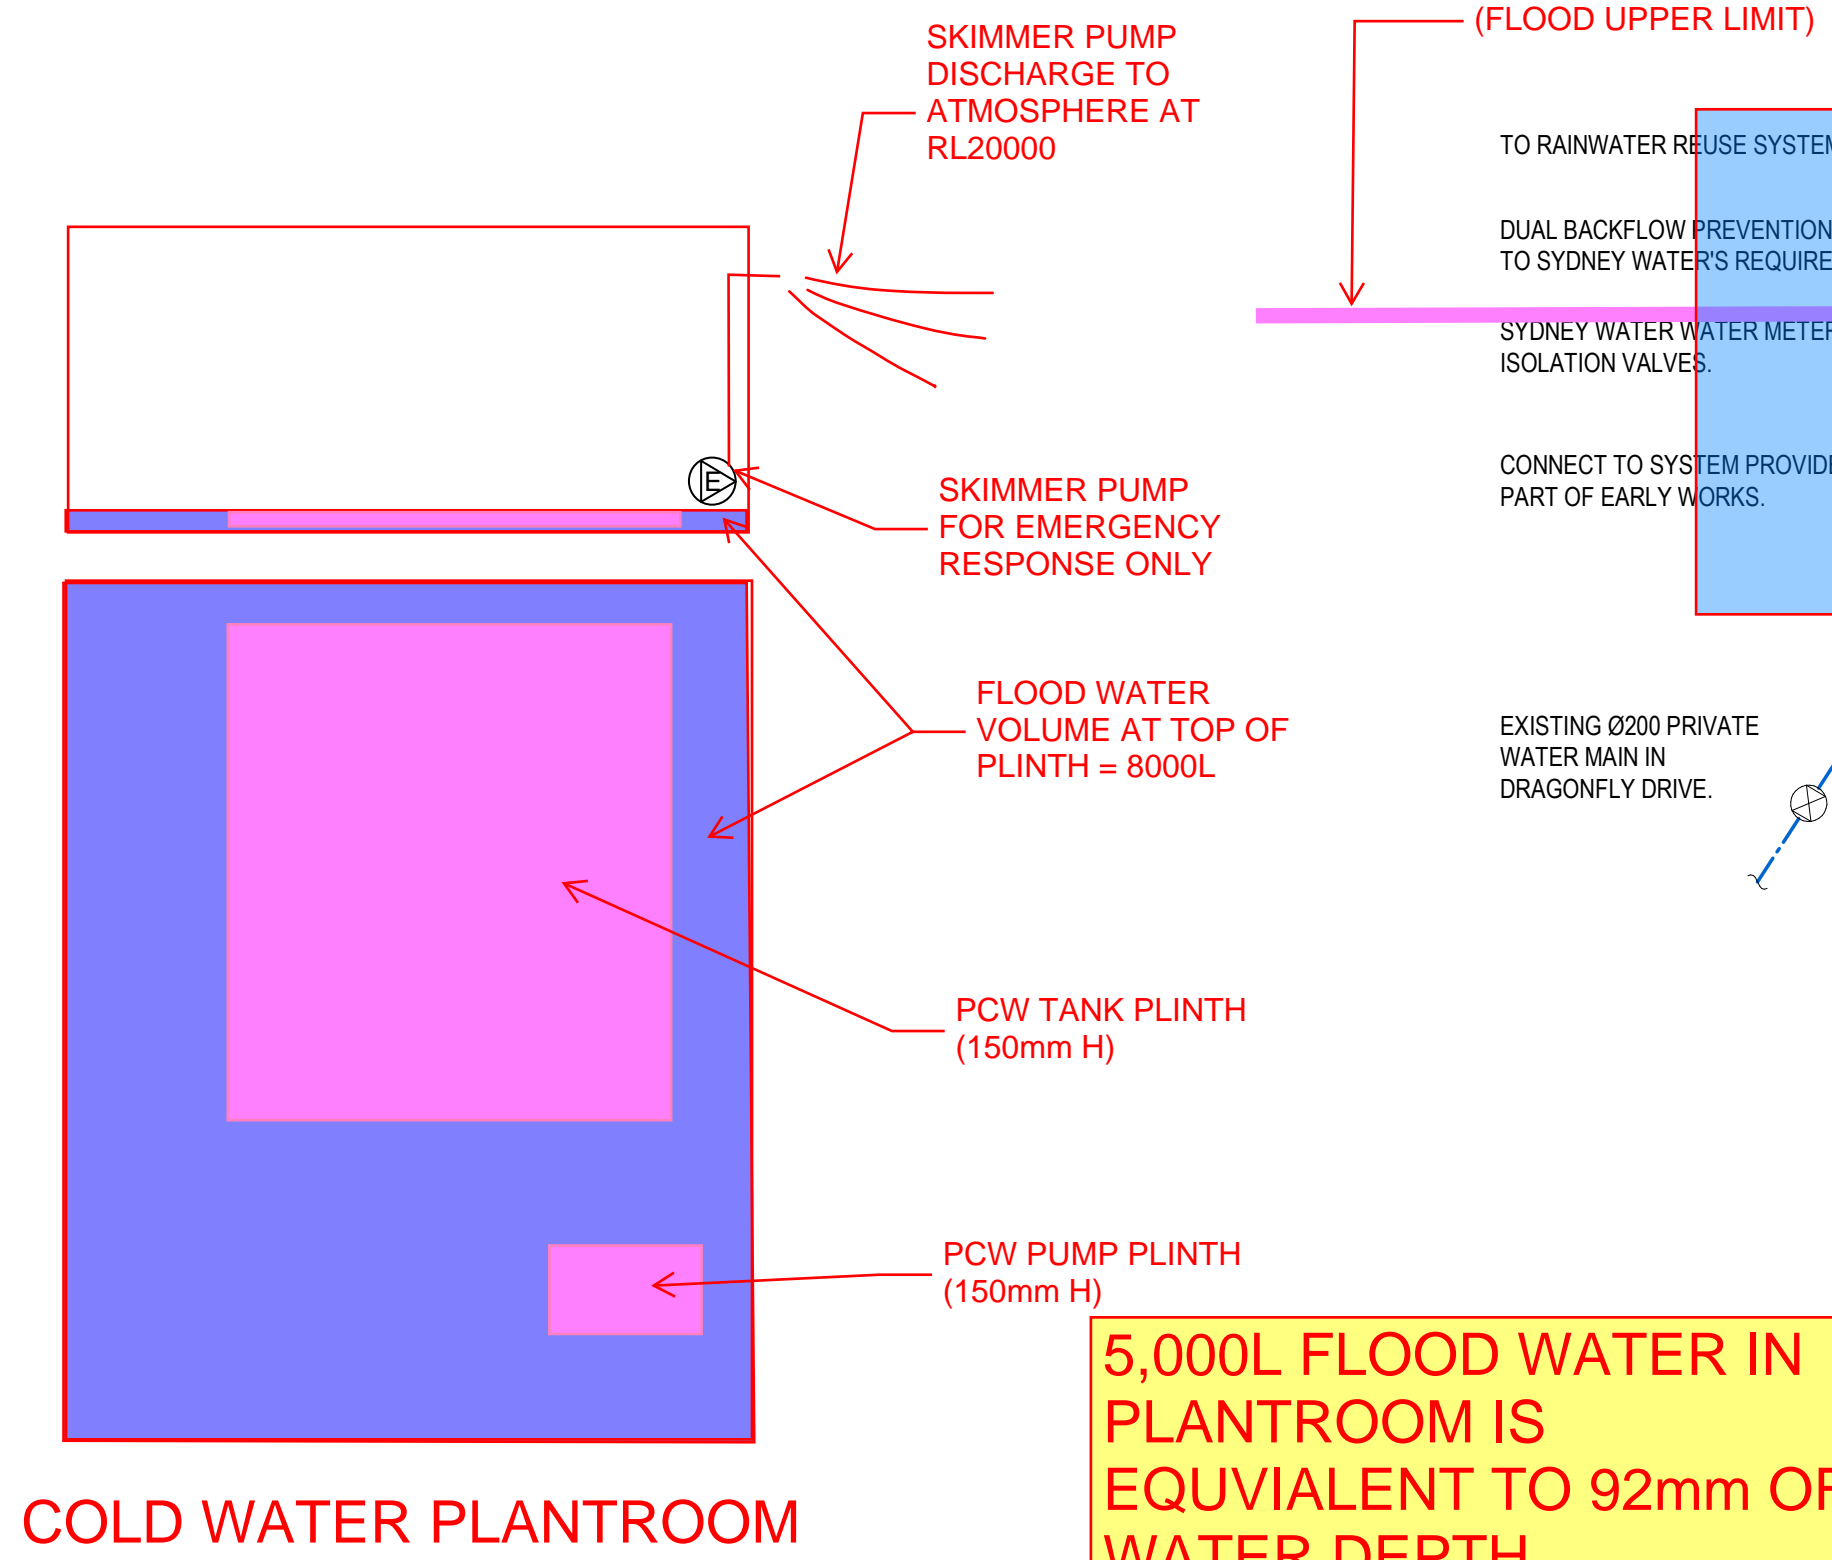 (FLOOD UPPER LIMIT)
SKIMMER PUMP
DISCHARGE TO
ATMOSPHERE AT
RL20000
TO RAINWATER REUSE SYSTEM
DUAL BACKFLOW PREVENTION
TO SYDNEY WATER'S REQUIRE
SYDNEY WATER WATER METER
ISOLATION VALVES.
CONNECT TO SYSTEM PROVIDE
PART OF EARLY WORKS.
E
SKIMMER PUMP
FOR EMERGENCY
RESPONSE ONLY
FLOOD WATER
VOLUME AT TOP OF
PLINTH = 8000L
EXISTING Ø200 PRIVATE
WATER MAIN IN
DRAGONFLY DRIVE.
PCW TANK PLINTH
(150mm H)
PCW PUMP PLINTH
(150mm H)
5,000L FLOOD WATER IN
PLANTROOM IS
EQUVIALENT TO 92mm OF
WATER DEPTH
COLD WATER PLANTROOM